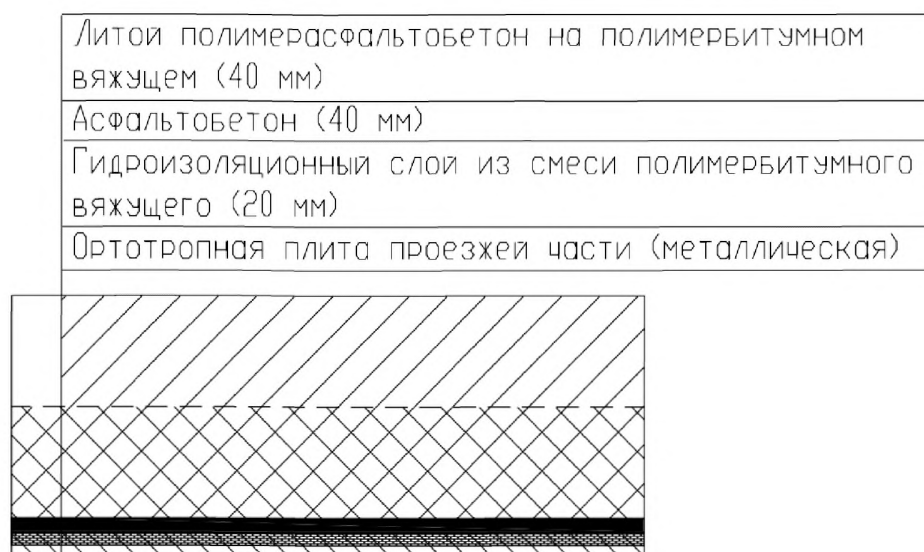 Литой полимерасфальтобетон на полимербитумном
вяжущем (40 мм)
Асфальтобетон (40 мм)
Гидроизоляционный слой из смеси полимербитумного
вяжущего (20 мм)
Ортотропная плита проезжей части (металлическая)